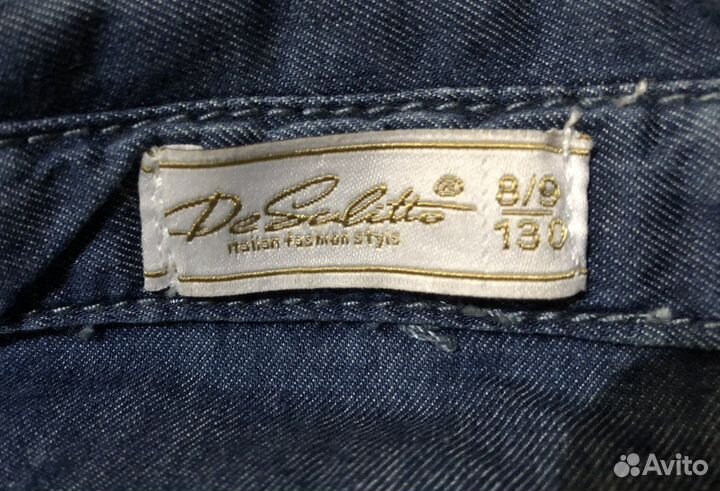 DeSalitto ®
Italian fashion style
8/9
130
Avito